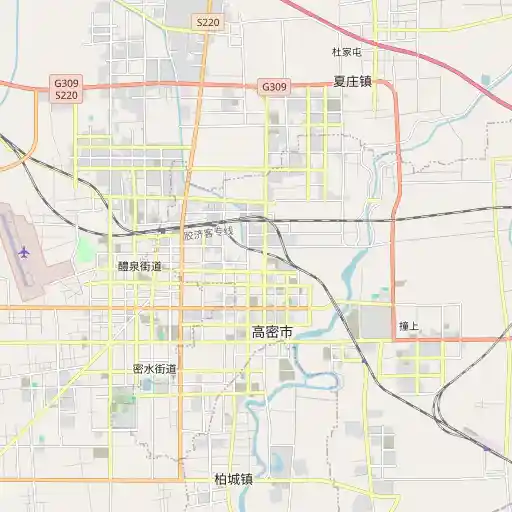 S220
杜家屯
G309
S220
G309
夏庄镇
胶济客专线
醴泉街道
高密市
撞上
密水街道
柏城镇